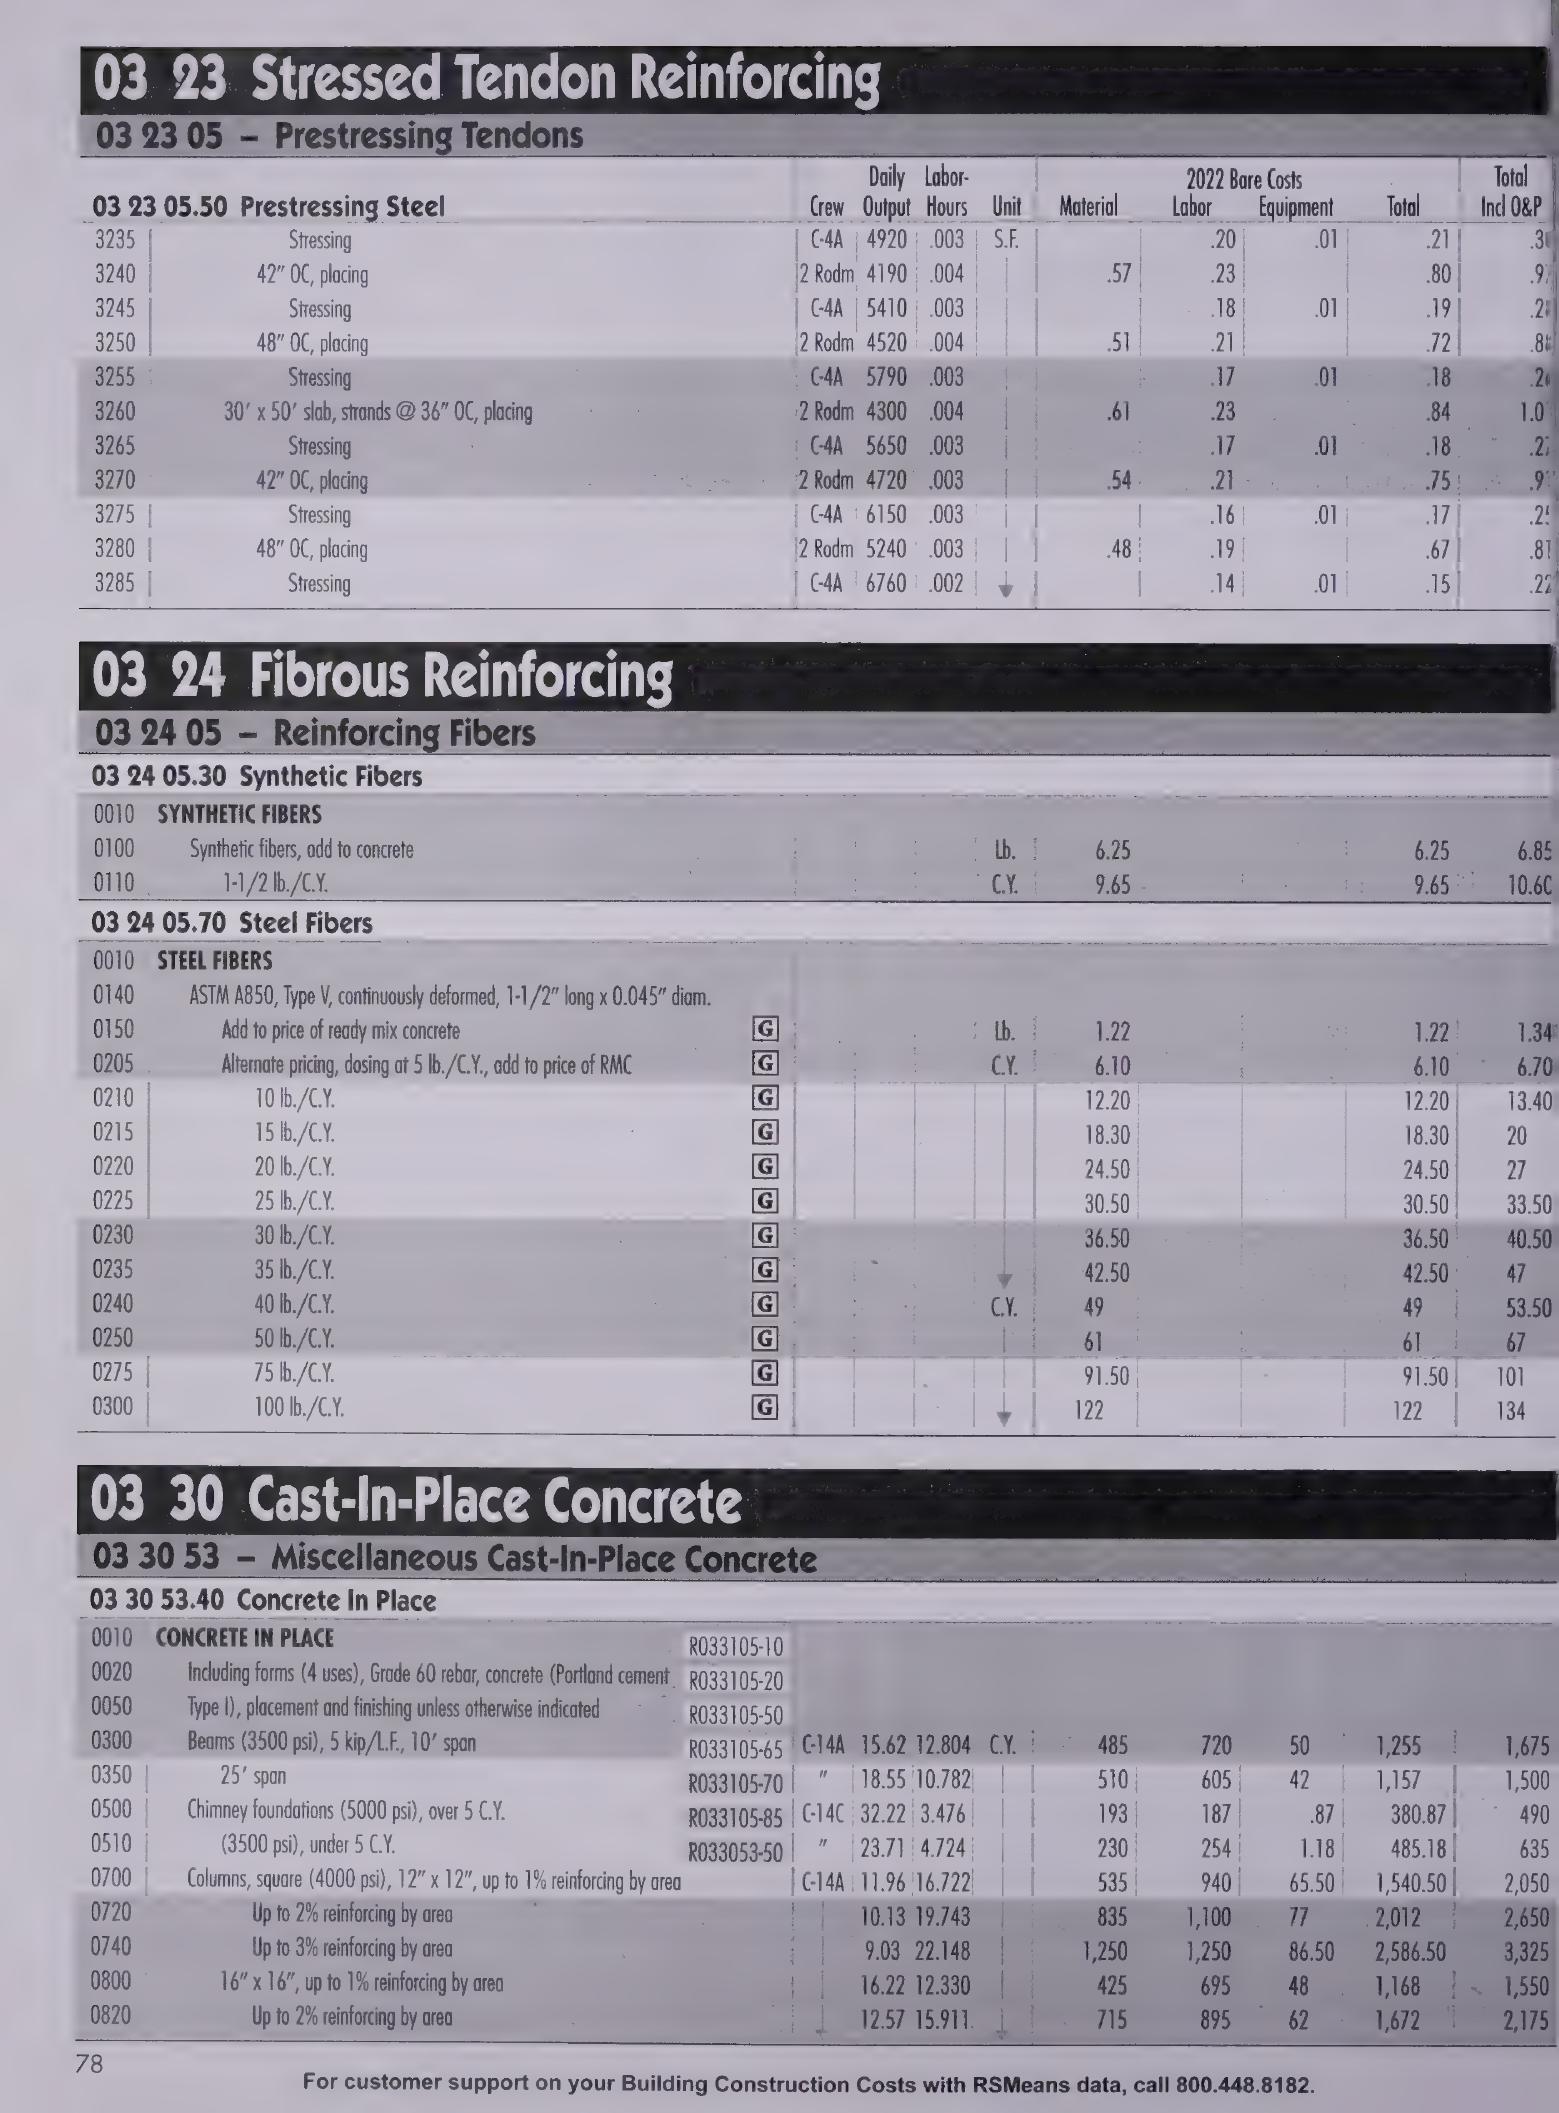 03 23 Stressed Tendon Reinforcing
03 23 05 – Prestressing Tendons
Daily Labor- 2022 Bare Costs Total
03 23 05.50 Prestressing Steel Crew Output Hours Unit Material Labor Equipment Total Incl O&P
3235 Stressing C-4A 4920 .003 S.F. .20 .01 .21
3240 42" OC, placing 2 Rodm 4190 .004 .57 .23 .80
3245 Stressing C-4A 5410 .003 .18 .01 .19
3250 48" OC, placing 2 Rodm 4520 .004 .51 .21 .72
3255 Stressing C-4A 5790 .003 .17 .01 .18
3260 30' x 50' slab, strands @ 36" OC, placing 2 Rodm 4300 .004 .61 .23 .84
3265 Stressing C-4A 5650 .003 .17 .01 .18
3270 42" OC, placing 2 Rodm 4720 .003 .54 .21 .75
3275 Stressing C-4A 6150 .003 .16 .01 .17
3280 48" OC, placing 2 Rodm 5240 .003 .48 .19 .67 .81
3285 Stressing C-4A 6760 .002 .14 .01 .15 .22
03 24 Fibrous Reinforcing
03 24 05 – Reinforcing Fibers
03 24 05.30 Synthetic Fibers
0010 SYNTHETIC FIBERS
0100 Synthetic fibers, add to concrete Lb. 6.25 6.25 6.85
0110 1-1/2 lb./C.Y. C.Y. 9.65 9.65 10.60
03 24 05.70 Steel Fibers
0010 STEEL FIBERS
0140 ASTM A850, Type V, continuously deformed, 1-1/2" long x 0.045" diam.
0150 Add to price of ready mix concrete G Lb. 1.22 1.22 1.34
0205 Alternate pricing, dosing at 5 lb./C.Y., add to price of RMC G C.Y. 6.10 6.10 6.70
0210 10 lb./C.Y. G 12.20 12.20 13.40
0215 15 lb./C.Y. G 18.30 18.30 20
0220 20 lb./C.Y. G 24.50 24.50 27
0225 25 lb./C.Y. G 30.50 30.50 33.50
0230 30 lb./C.Y. G 36.50 36.50 40.50
0235 35 lb./C.Y. G 42.50 42.50 47
0240 40 lb./C.Y. G C.Y. 49 49 53.50
0250 50 lb./C.Y. G 61 61 67
0275 75 lb./C.Y. G 91.50 91.50 101
0300 100 lb./C.Y. G 122 122 134
03 30 Cast-In-Place Concrete
03 30 53 – Miscellaneous Cast-In-Place Concrete
03 30 53.40 Concrete In Place
0010 CONCRETE IN PLACE R033105-10
0020 Including forms (4 uses), Grade 60 rebar, concrete (Portland cement R033105-20
0050 Type I), placement and finishing unless otherwise indicated R033105-50
0300 Beams (3500 psi), 5 kip/L.F., 10' span R033105-65 C-14A 15.62 12.804 C.Y. 485 720 50 1,255 1,675
0350 25' span R033105-70 " 18.55 10.782 510 605 42 1,157 1,500
0500 Chimney foundations (5000 psi), over 5 C.Y. R033105-85 C-14C 32.22 3.476 193 187 .87 380.87 490
0510 (3500 psi), under 5 C.Y. R033053-50 " 23.71 4.724 230 254 1.18 485.18 635
0700 Columns, square (4000 psi), 12" x 12", up to 1% reinforcing by area C-14A 11.96 16.722 535 940 65.50 1,540.50 2,050
0720 Up to 2% reinforcing by area 10.13 19.743 835 1,100 77 2,012 2,650
0740 Up to 3% reinforcing by area 9.03 22.148 1,250 1,250 86.50 2,586.50 3,325
0800 16" x 16", up to 1% reinforcing by area 16.22 12.330 425 695 48 1,168 1,550
0820 Up to 2% reinforcing by area 12.57 15.911 715 895 62 1,672 2,175
78
For customer support on your Building Construction Costs with RSMeans data, call 800.448.8182.